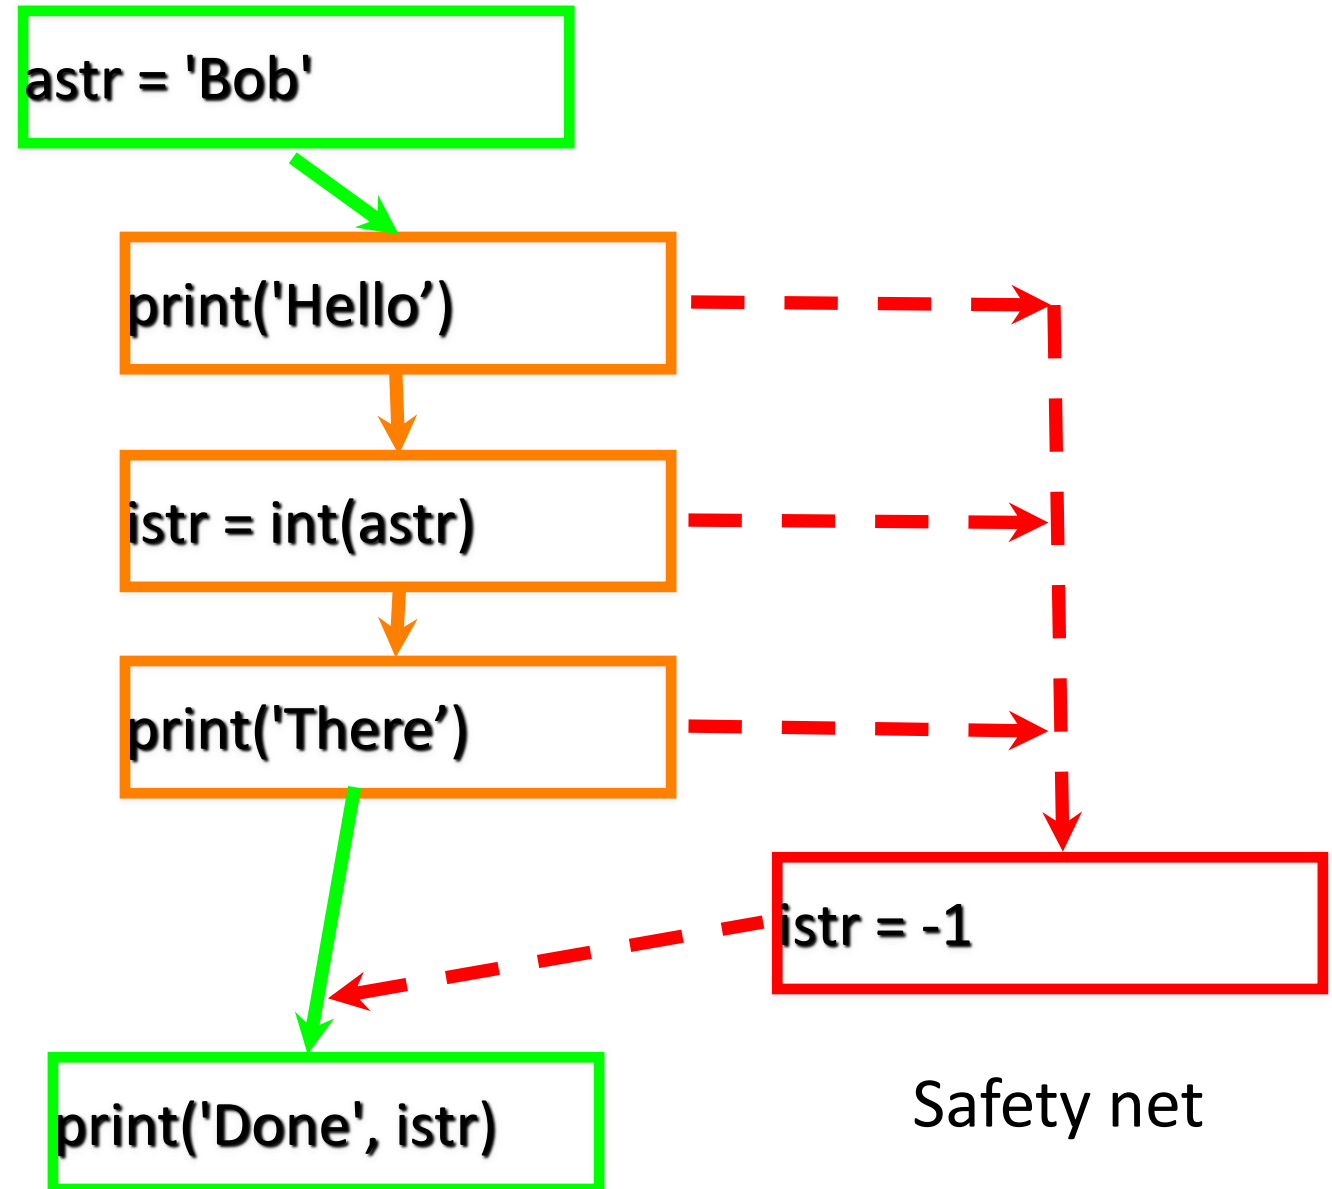 astr = 'Bob'
print('Hello’)
istr = int(astr)
print('There’)
istr = -1
print('Done', istr)
Safety net